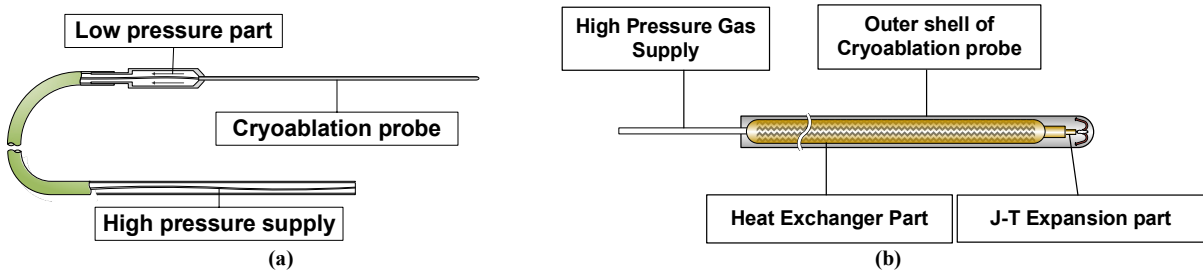 Low pressure part
Cryoablation probe
High pressure supply
(a)
High Pressure Gas
Supply
Outer shell of
Cryoablation probe
Heat Exchanger Part
J-T Expansion part
(b)